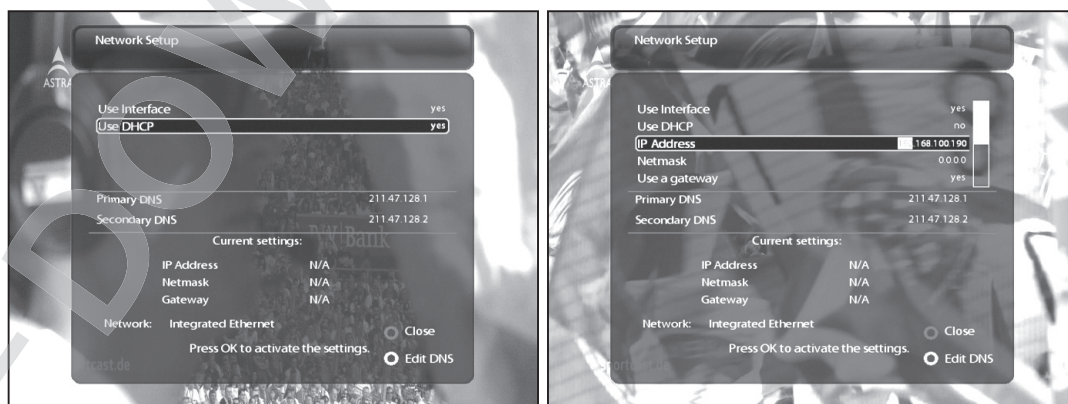 Network Setup
ASTRA
Use Interface yes
Use DHCP yes
Primary DNS 211.47.128.1
Secondary DNS 211.47.128.2
BW Bank
Current settings:
IP Address N/A
Netmask N/A
Gateway N/A
Network: Integrated Ethernet
Close
Press OK to activate the settings.
Edit DNS
Network Setup
Use Interface yes
Use DHCP no
IP Address .168.100.190
Netmask 0.0.0.0
Use a gateway yes
Primary DNS 211.47.128.1
Secondary DNS 211.47.128.2
Current settings:
IP Address N/A
Netmask N/A
Gateway N/A
Network: Integrated Ethernet
Close
Press OK to activate the settings.
Edit DNS